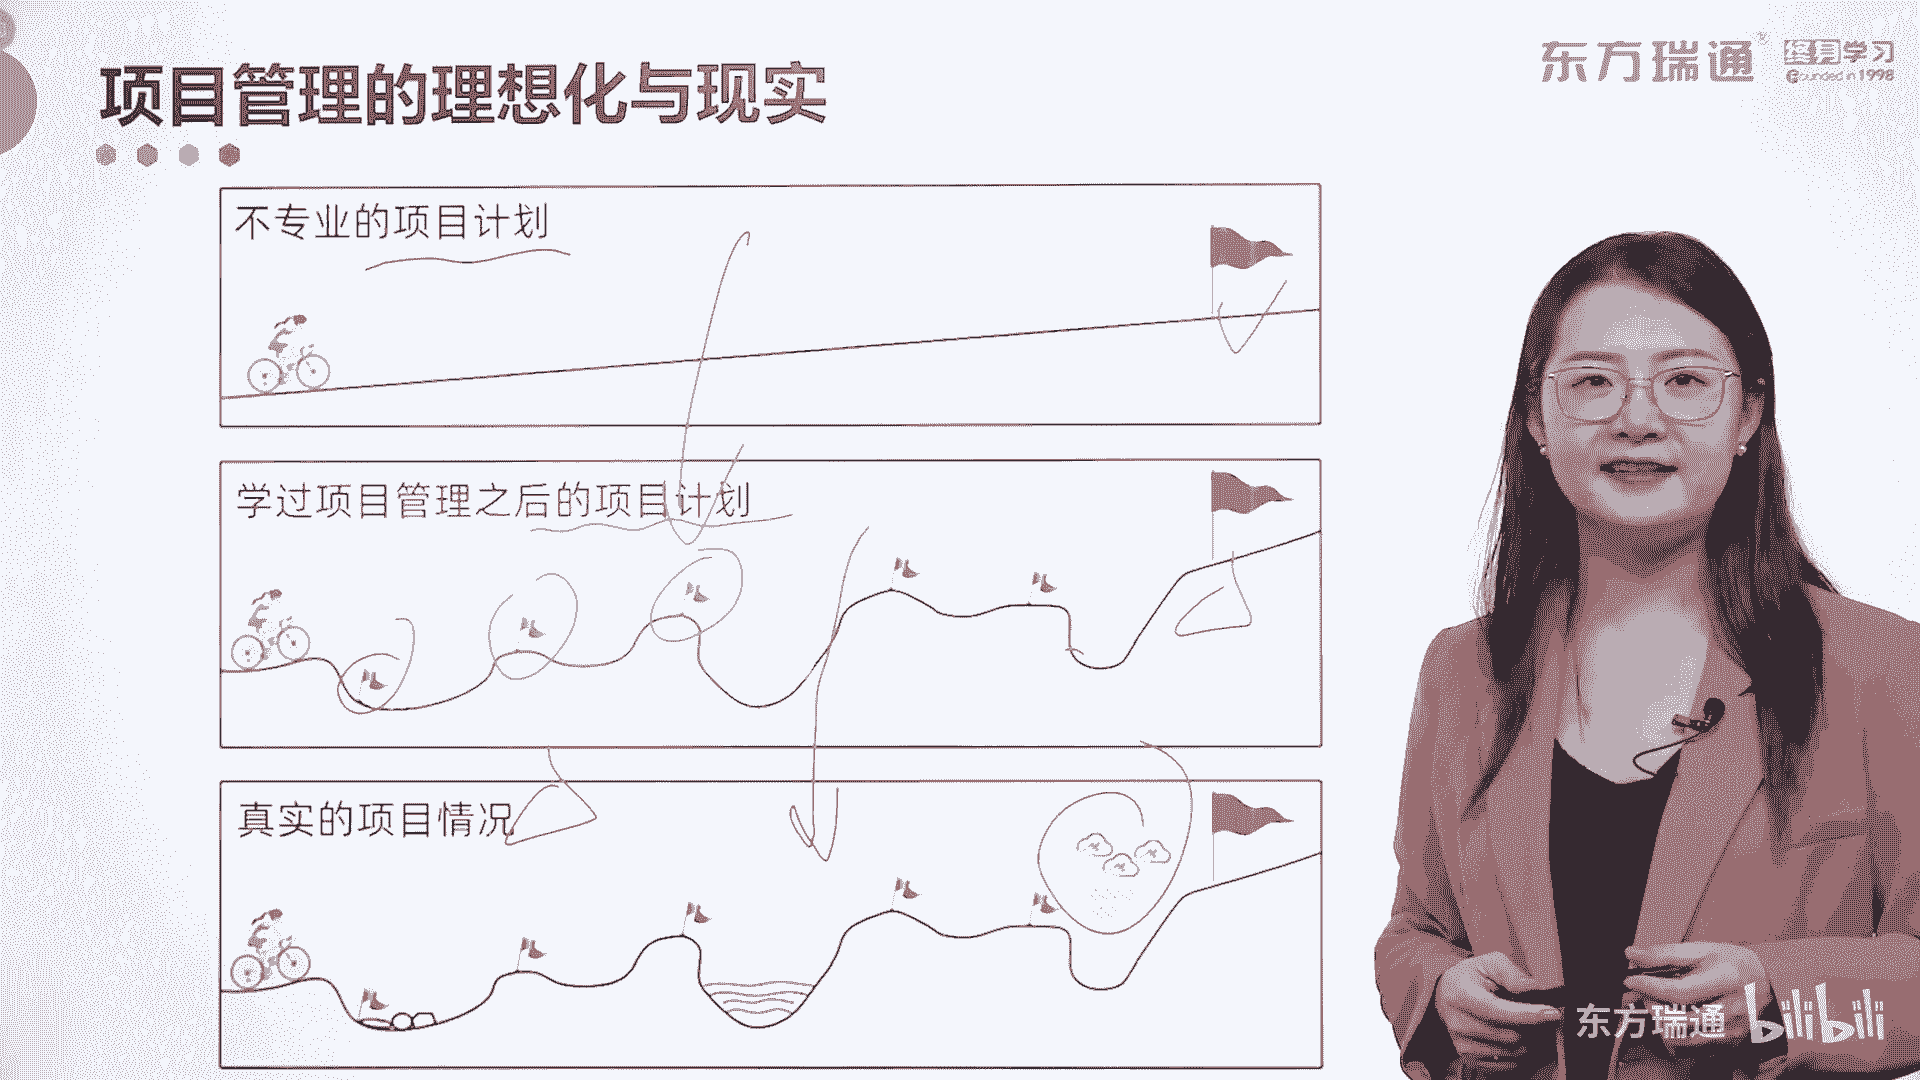 项目管理的理想化与现实
东方瑞通
终身学习
Founded in 1998
不专业的项目计划
学过项目管理之后的项目计划
真实的项目情况
东方瑞通 bilibili